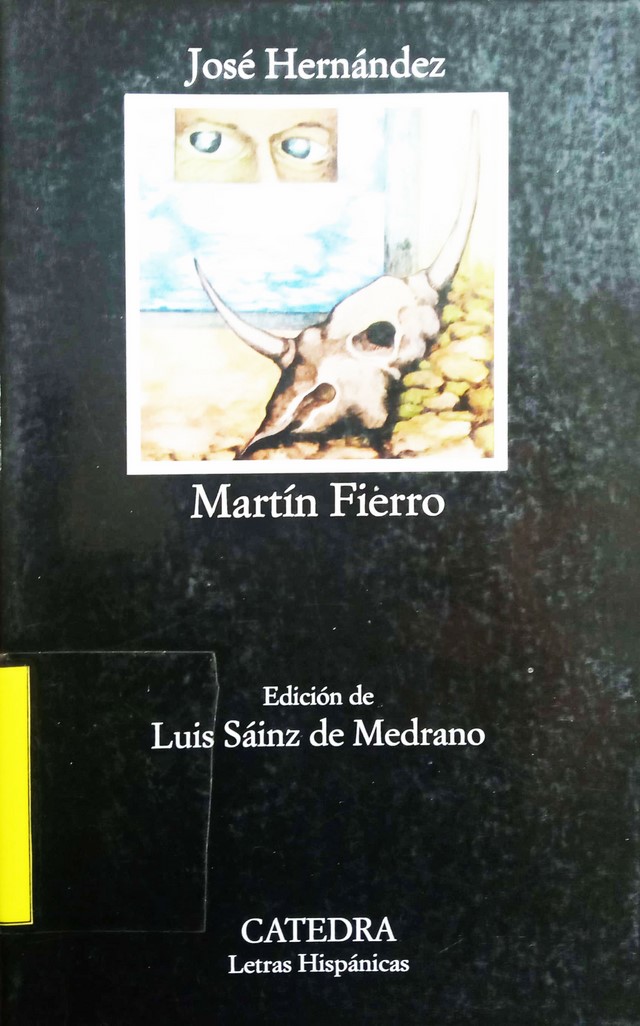 José Hernández
Martín Fierro
Edición de
Luis Sáinz de Medrano
CATEDRA
Letras Hispánicas